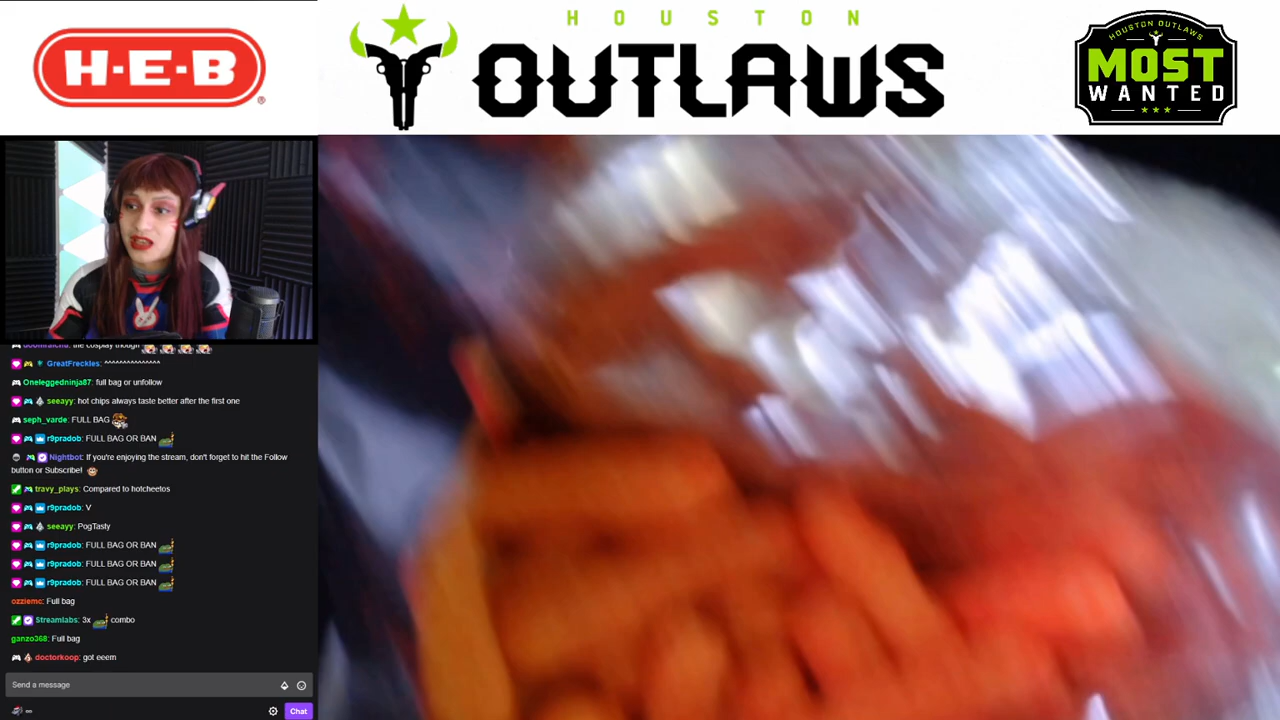 H-E-B
HOUSTON
OUTLAWS
HOUSTON OUTLAWS
MOST
WANTED
the cosplay though
GreatFreckles: ^^^^^^^^^^^^^^^
Oneleggedninja87: full bag or unfollow
seeayy: hot chips always taste better after the first one
seph_varde: FULL BAG
r9pradob: FULL BAG OR BAN
Nightbot: If you're enjoying the stream, don't forget to hit the Follow
button or Subscribe!
travy_plays: Compared to hotcheetos
r9pradob: V
seeayy: PogTasty
r9pradob: FULL BAG OR BAN
r9pradob: FULL BAG OR BAN
r9pradob: FULL BAG OR BAN
ozziemc: Full bag
Streamlabs: 3x combo
ganzo368: Full bag
doctorkoop: got eeem
Send a message
Chat